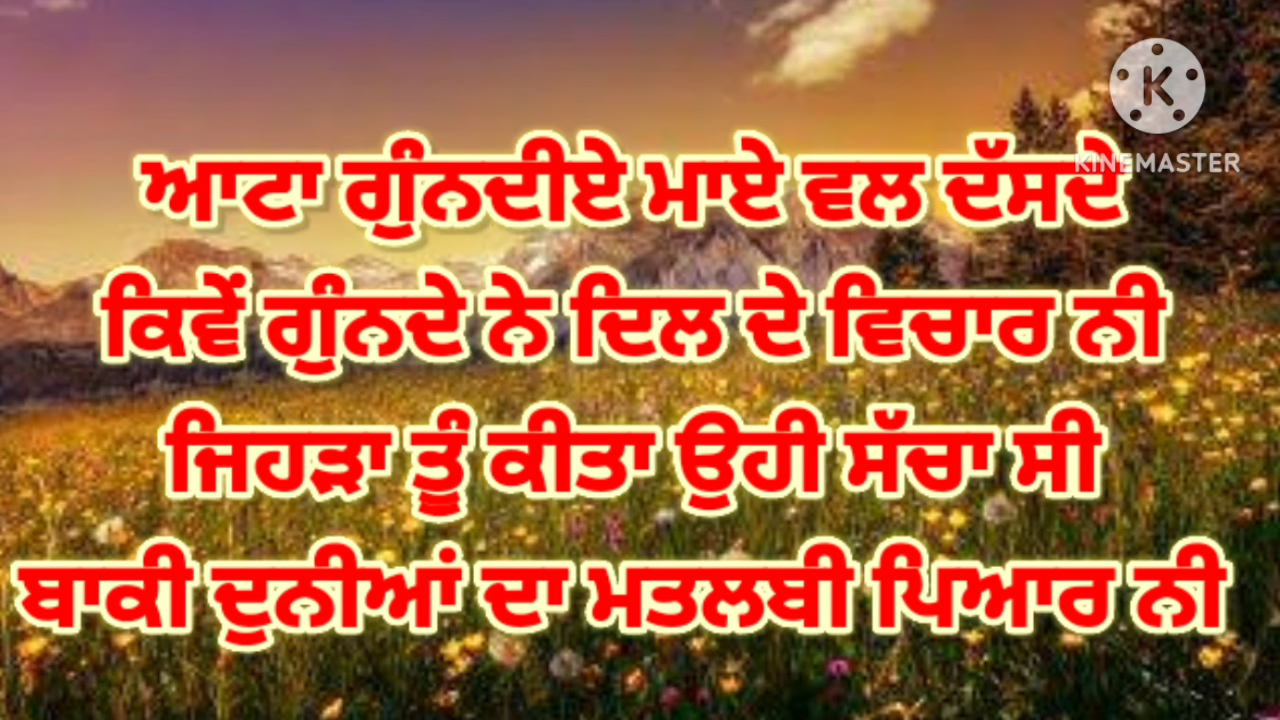 ਆਟਾ ਗੁੰਨਦੀਏ ਮਾਏ ਵਲ ਦੱਸਦੇ
KINEMASTER
ਕਿਵੇਂ ਗੁੰਨਦੇ ਨੇ ਦਿਲ ਦੇ ਵਿਚਾਰ ਨੀ
ਜਿਹੜਾ ਤੂੰ ਕੀਤਾ ਉਹੀ ਸੱਚਾ ਸੀ
ਬਾਕੀ ਦੁਨੀਆਂ ਦਾ ਮਤਲਬੀ ਪਿਆਰ ਨੀ